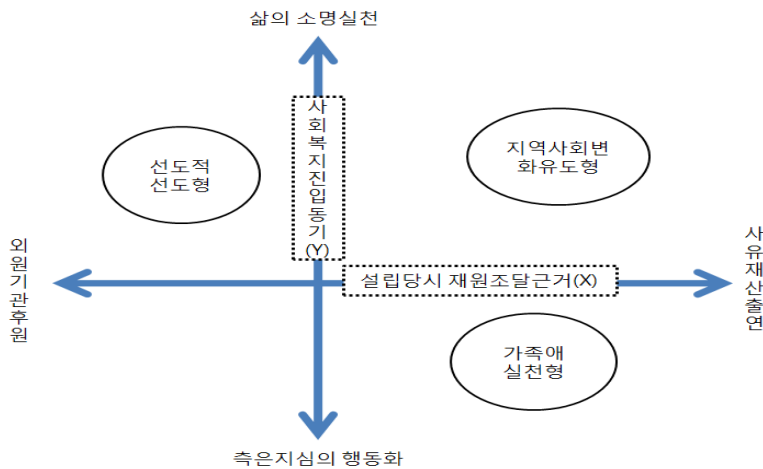 삶의 소명실천
사
회
복
지
진
입
동
기
(Y)
선도적
선도형
지역사회변
화유도형
외
원
기
관
후
원
설립당시 재원조달근거(X)
사
유
재
산
출
연
가족애
실천형
측은지심의 행동화